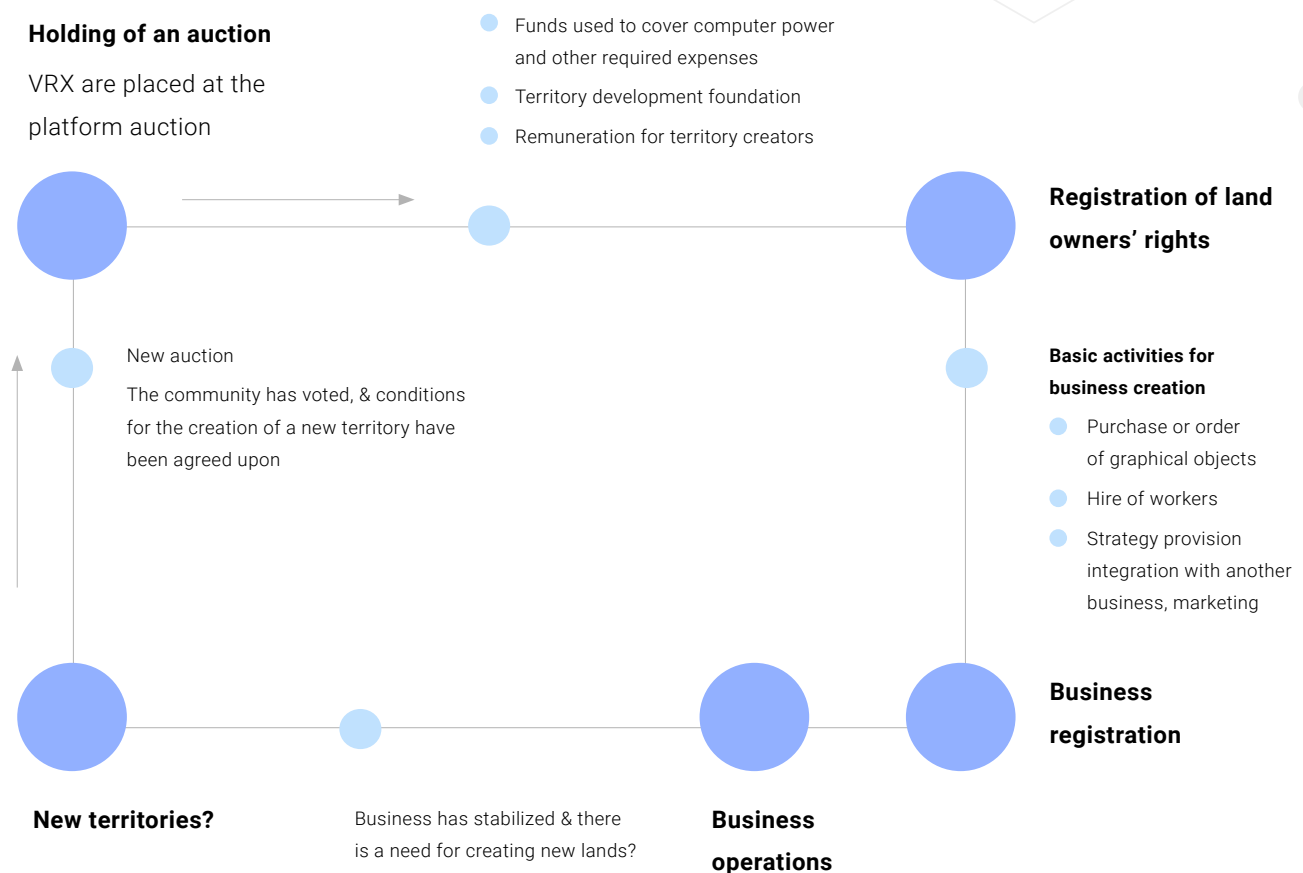 Holding of an auction
VRX are placed at the
platform auction
Funds used to cover computer power
and other required expenses
Territory development foundation
Remuneration for territory creators
Registration of land
owners’ rights
New auction
The community has voted, & conditions
for the creation of a new territory have
been agreed upon
Basic activities for
business creation
Purchase or order
of graphical objects
Hire of workers
Strategy provision
integration with another
business, marketing
Business
registration
New territories?
Business has stabilized & there
is a need for creating new lands?
Business
operations